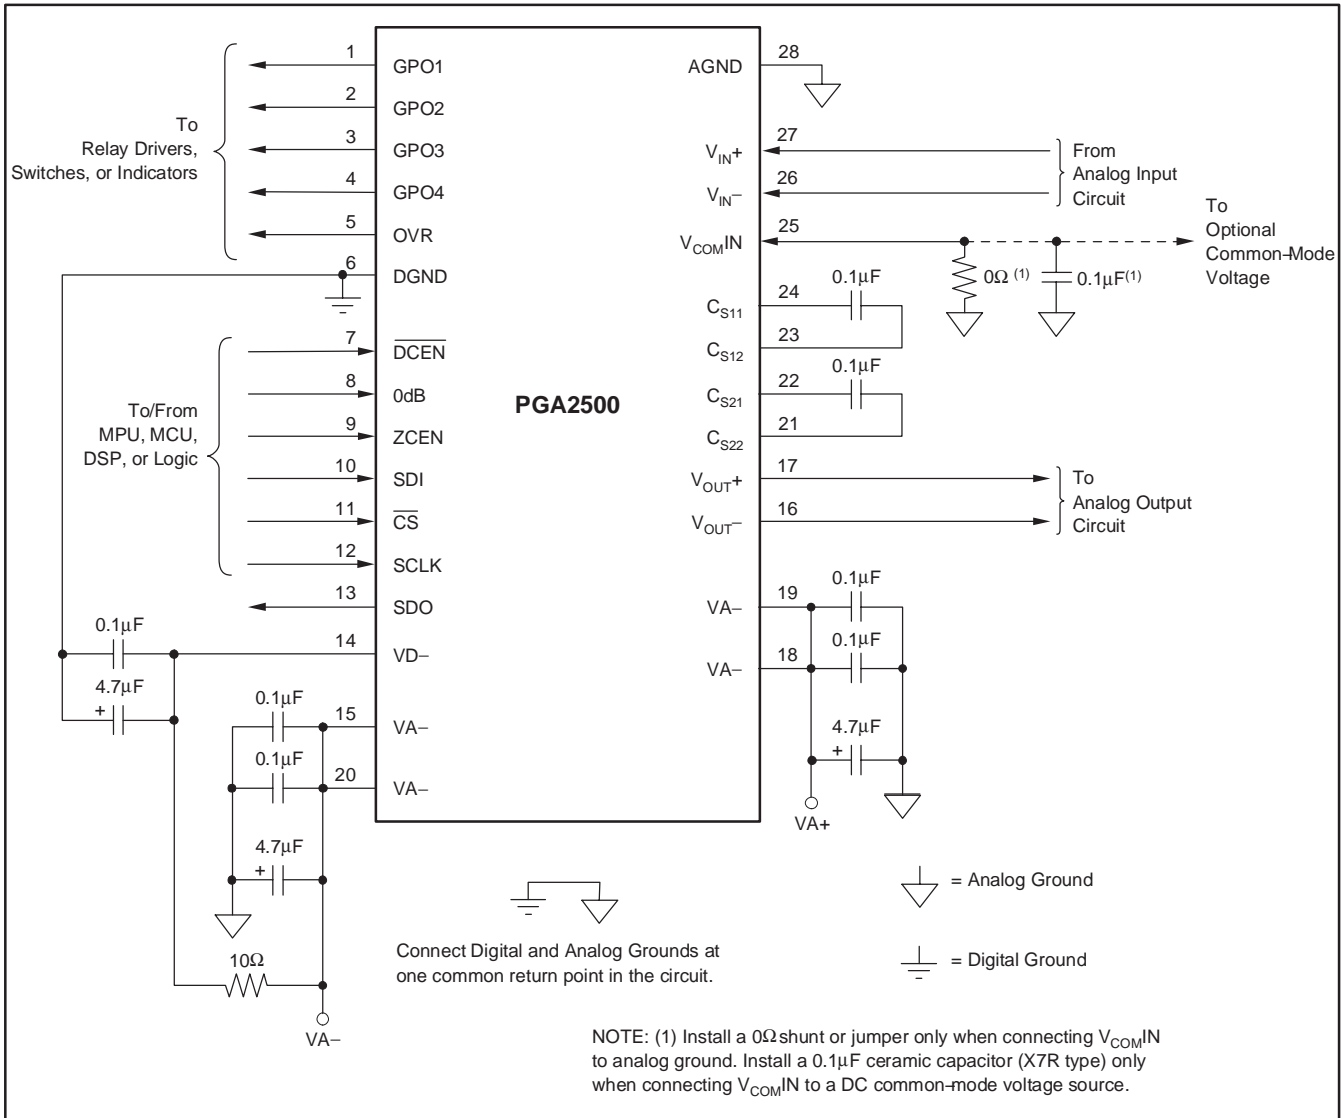 1
GPO1
2
GPO2
3
GPO3
4
GPO4
5
OVR
6
DGND
To
Relay Drivers,
Switches, or Indicators
7
DCEN
8
0dB
9
ZCEN
10
SDI
11
CS
12
SCLK
13
SDO
To/From
MPU, MCU,
DSP, or Logic
14
VD−
0.1µF
4.7µF
+
15
VA−
0.1µF
20
VA−
0.1µF
4.7µF
+
10Ω
VA−
PGA2500
28
AGND
27
VIN+
26
VIN−
From
Analog Input
Circuit
25
VCOMIN
To
Optional
Common−Mode
Voltage
0Ω (1)
0.1µF(1)
24
CS11
0.1µF
23
CS12
22
CS21
0.1µF
21
CS22
17
VOUT+
16
VOUT−
To
Analog Output
Circuit
19
VA−
0.1µF
18
VA−
0.1µF
4.7µF
+
VA+
= Analog Ground
= Digital Ground
Connect Digital and Analog Grounds at
one common return point in the circuit.
NOTE: (1) Install a 0Ω shunt or jumper only when connecting VCOMIN
to analog ground. Install a 0.1µF ceramic capacitor (X7R type) only
when connecting VCOMIN to a DC common−mode voltage source.